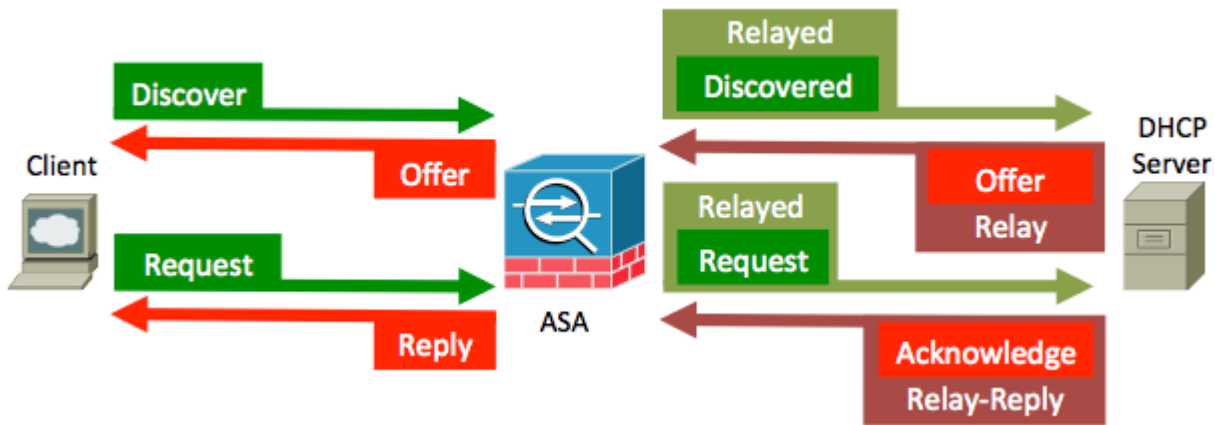 Client
Discover
Offer
Request
Reply
ASA
Relayed
Discovered
Offer
Relay
Relayed
Request
Acknowledge
Relay-Reply
DHCP
Server